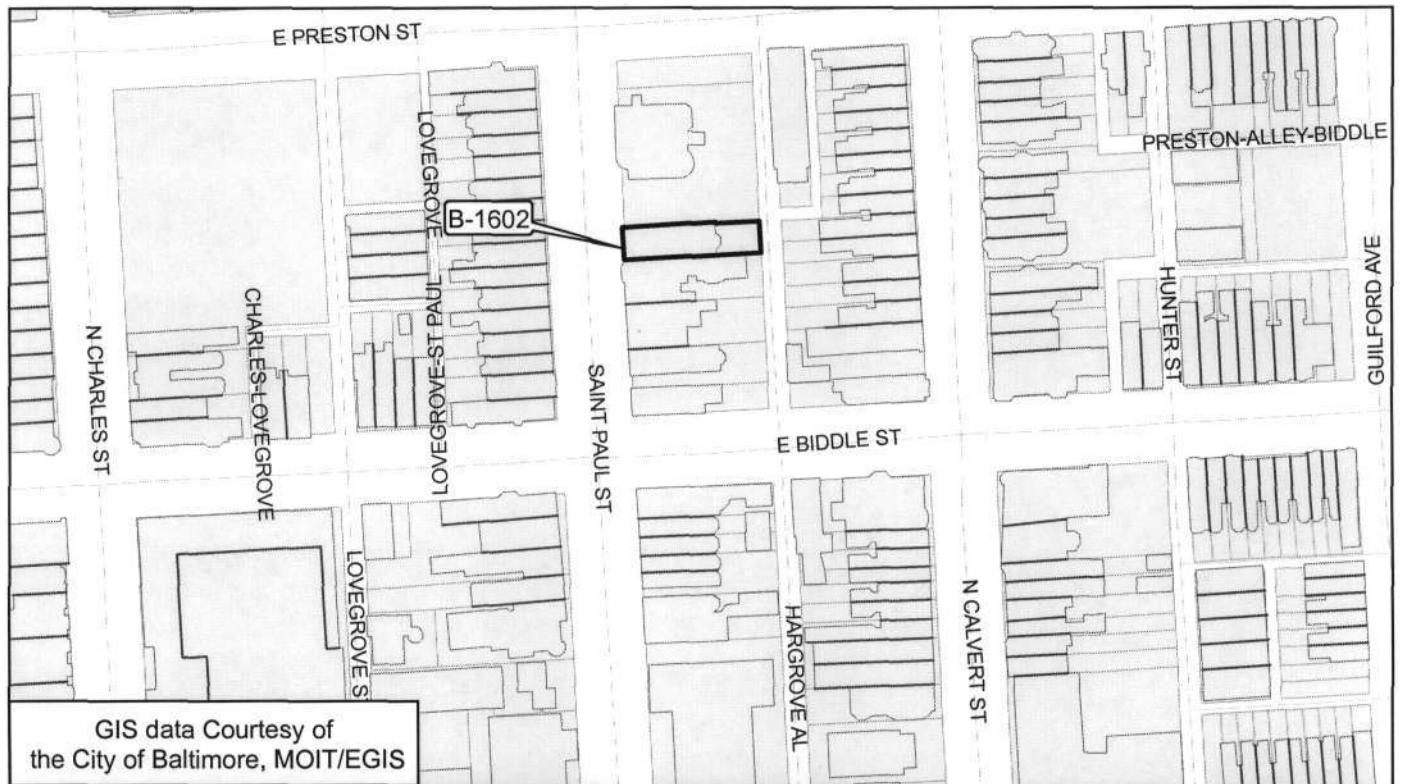 E PRESTON ST
LOVEGROVE
PRESTON-ALLEY-BIDDLE
B-1602
GUILFORD AVE
HUNTER ST
CHARLES-LOVEGROVE
LOVEGROVE-ST PAUL
N CHARLES ST
SAINT PAUL ST
E BIDDLE ST
LOVEGROVE ST
HARGROVE AL
N CALVERT ST
GIS data Courtesy of
the City of Baltimore, MOIT/EGIS